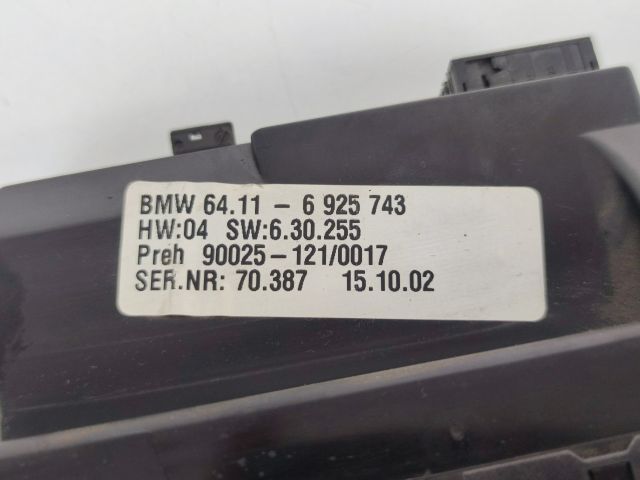 BMW 64.11 - 6 925 743
HW:04 SW:6.30.255
Preh 90025-121/0017
SER.NR: 70.387 15.10.02